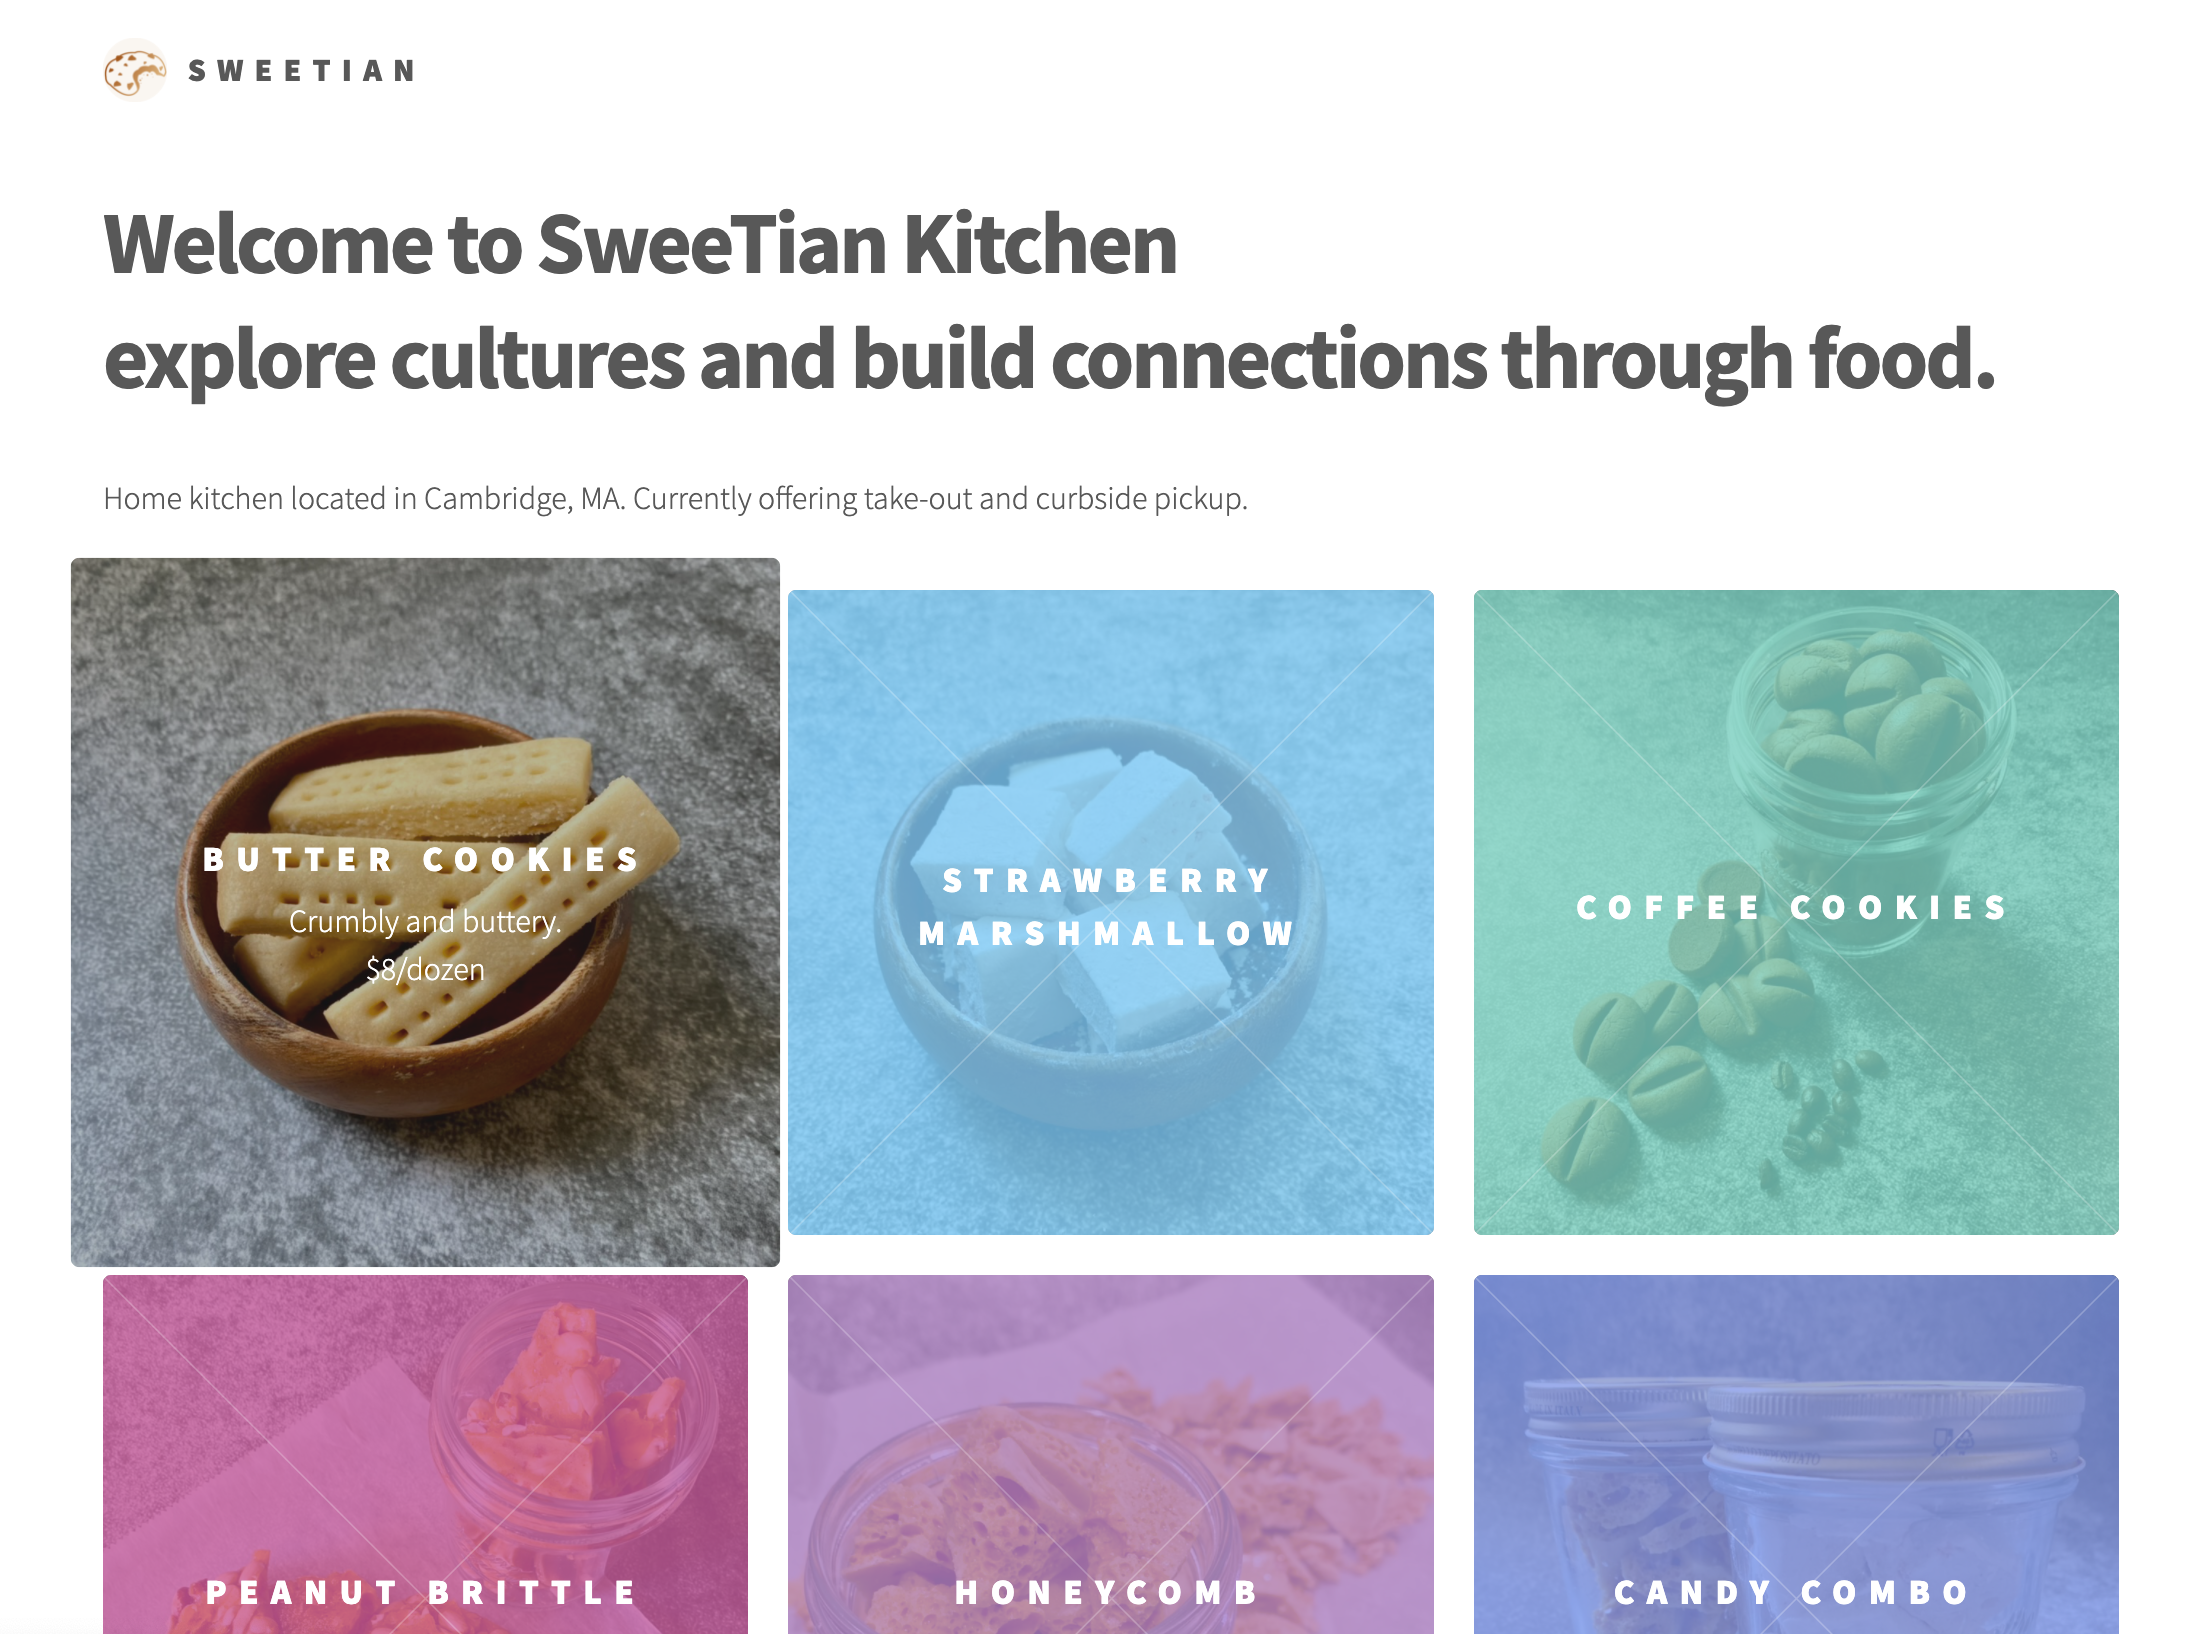 SWEETIAN
Welcome to SweeTian Kitchen
explore cultures and build connections through food.
Home kitchen located in Cambridge, MA. Currently offering take-out and curbside pickup.
BUTTER COOKIES
Crumbly and buttery.
$8/dozen
STRAWBERRY
MARSHMALLOW
COFFEE COOKIES
PEANUT BRITTLE
HONEYCOMB
CANDY COMBO